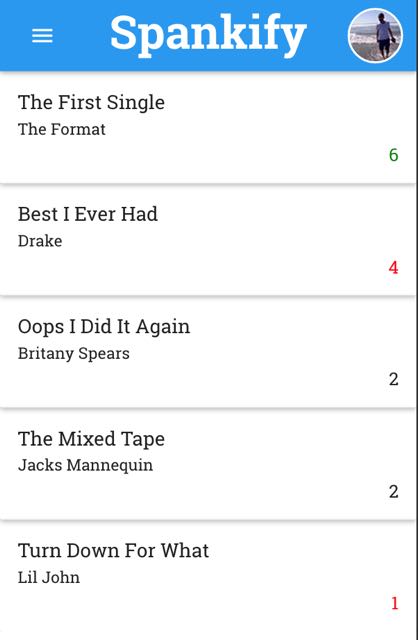 Spankify
The First Single
The Format
6
Best I Ever Had
Drake
4
Oops I Did It Again
Britany Spears
2
The Mixed Tape
Jacks Mannequin
2
Turn Down For What
Lil John
1